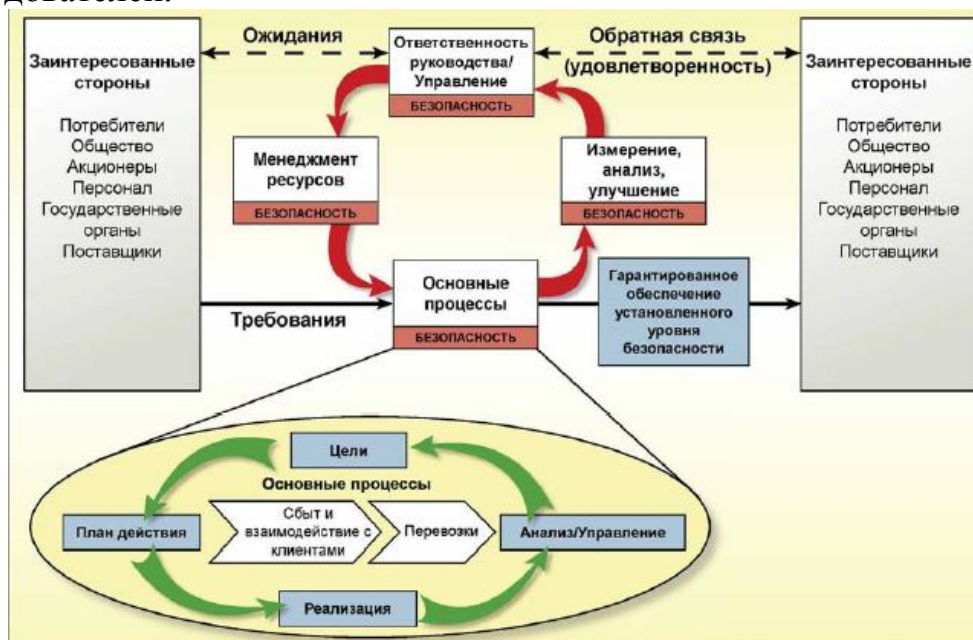 дователей.
Ожидания
Обратная связь
(удовлетворенность)
Заинтересованные
стороны
Потребители
Общество
Акционеры
Персонал
Государственные
органы
Поставщики
Ответственность
руководства/
Управление
БЕЗОПАСНОСТЬ
Менеджмент
ресурсов
БЕЗОПАСНОСТЬ
Измерение,
анализ,
улучшение
БЕЗОПАСНОСТЬ
Заинтересованные
стороны
Потребители
Общество
Акционеры
Персонал
Государственные
органы
Поставщики
Требования
Основные
процессы
БЕЗОПАСНОСТЬ
Гарантированное
обеспечение
установленного
уровня
безопасности
Цели
Основные процессы
План действия
Сбыт и
взаимодействие с
клиентами
Перевозки
Анализ/Управление
Реализация